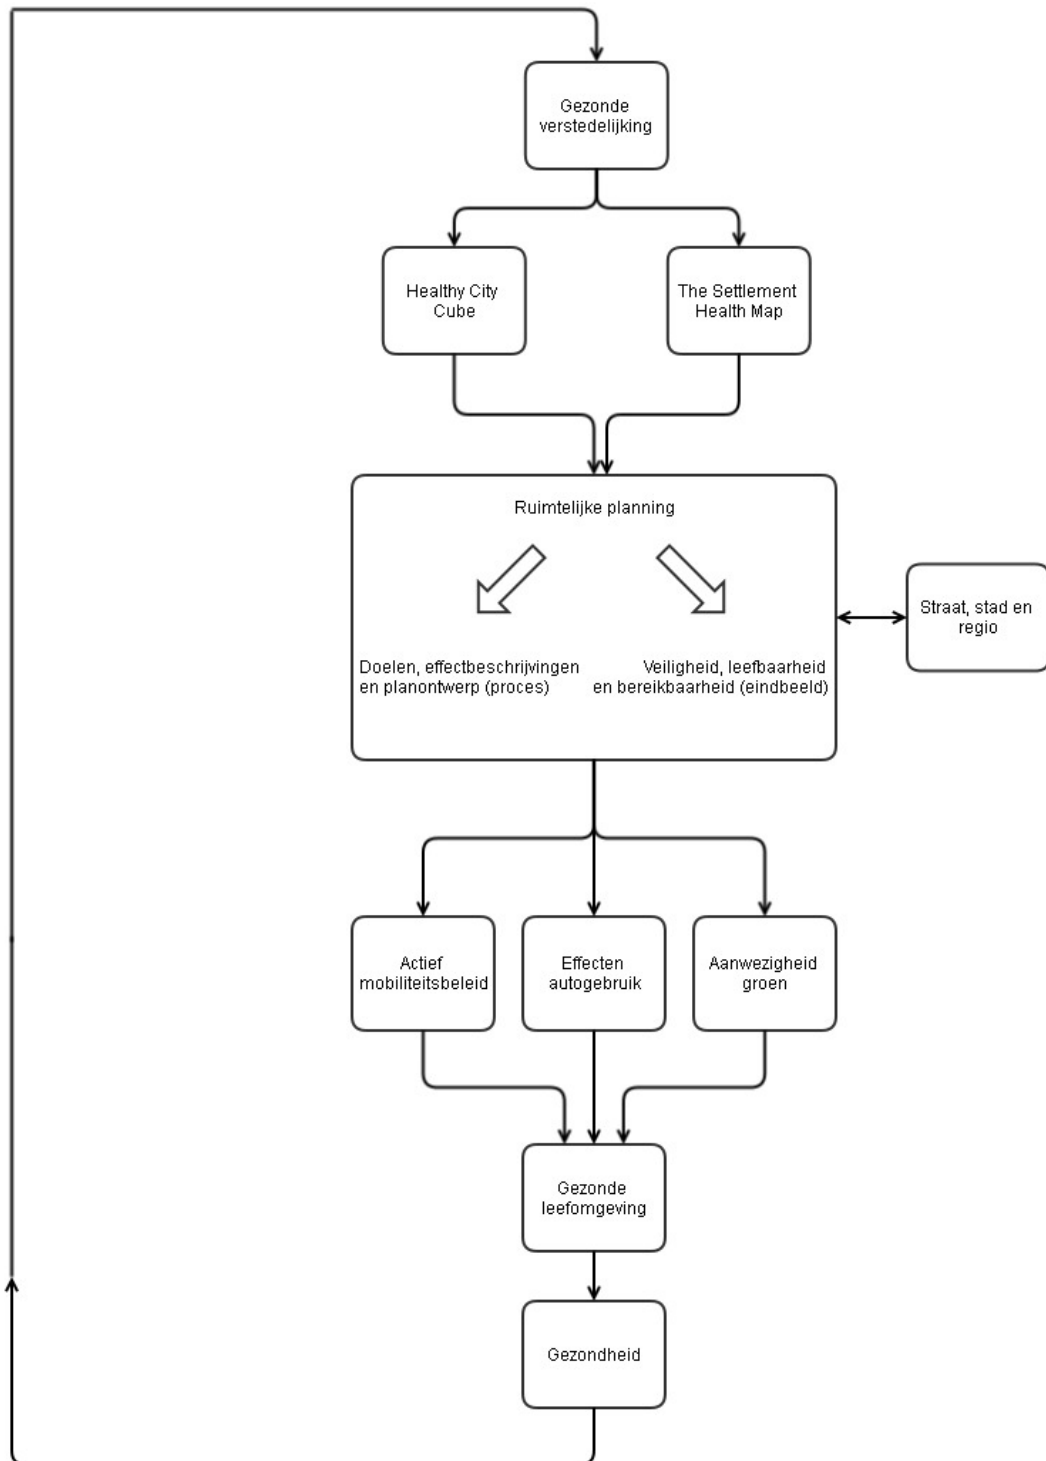 Gezonde
verstedelijking
Healthy City
Cube
The Settlement
Health Map
Ruimtelijke planning
Straat, stad en
regio
Doelen, effectbeschrijvingen
en planontwerp (proces)
Veiligheid, leefbaarheid
en bereikbaarheid (eindbeeld)
Actief
mobiliteitsbeleid
Effecten
autogebruik
Aanwezigheid
groen
Gezonde
leefomgeving
Gezondheid